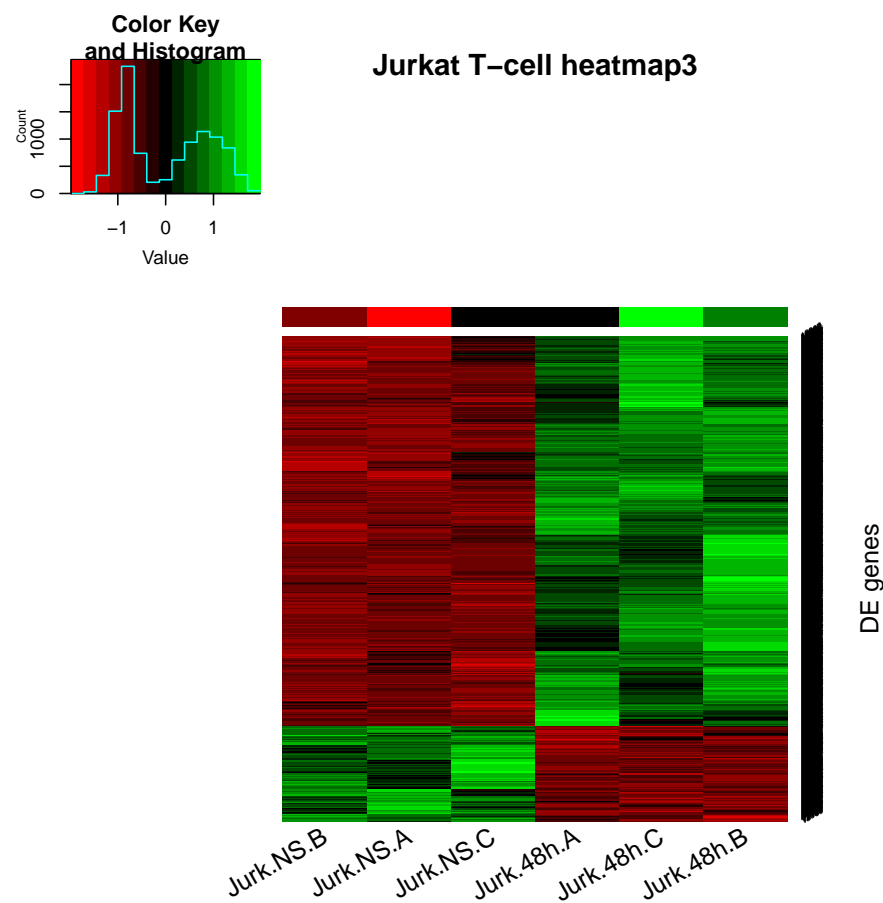 Color Key
and Histogram
Jurkat T−cell heatmap3
Count
0
1000
−1
0
1
Value
DE genes
Jurk.NS.B
Jurk.NS.A
Jurk.NS.C
Jurk.48h.A
Jurk.48h.C
Jurk.48h.B